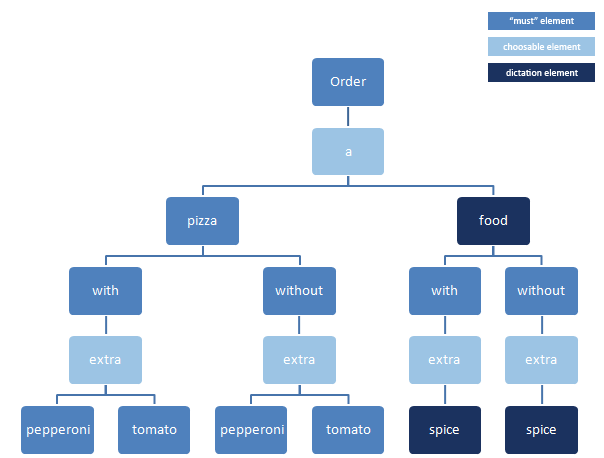 "must" element
choosable element
dictation element
Order
a
pizza
food
with
without
with
without
extra
extra
extra
extra
pepperoni
tomato
pepperoni
tomato
spice
spice